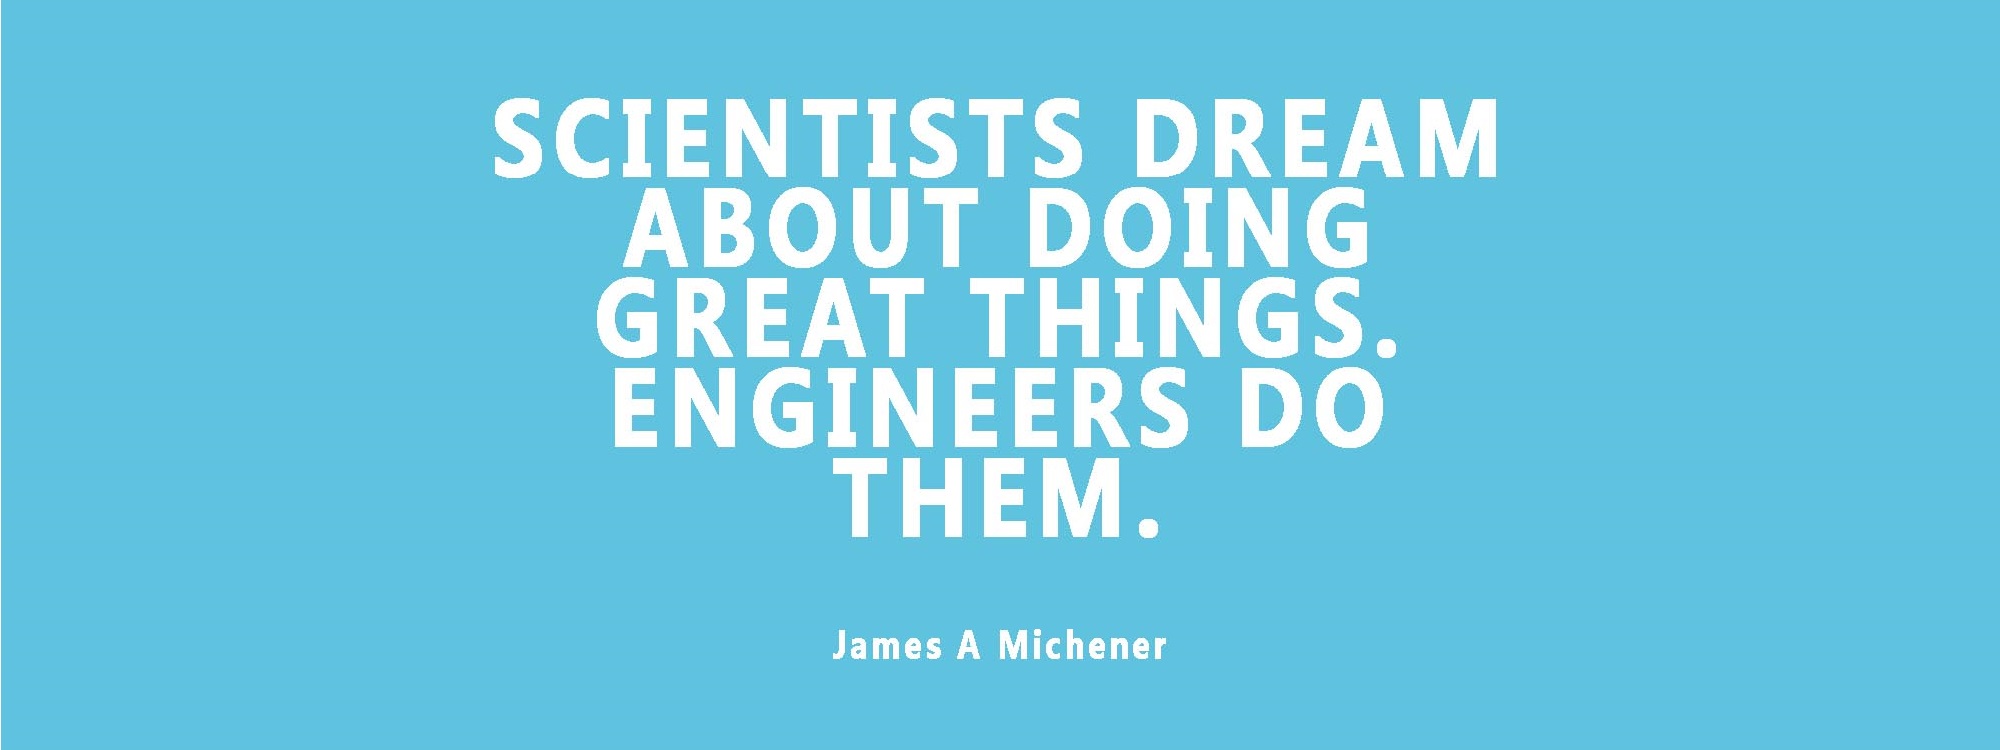 SCIENTISTS DREAM
ABOUT DOING
GREAT THINGS.
ENGINEERS DO
THEM.
James A Michener